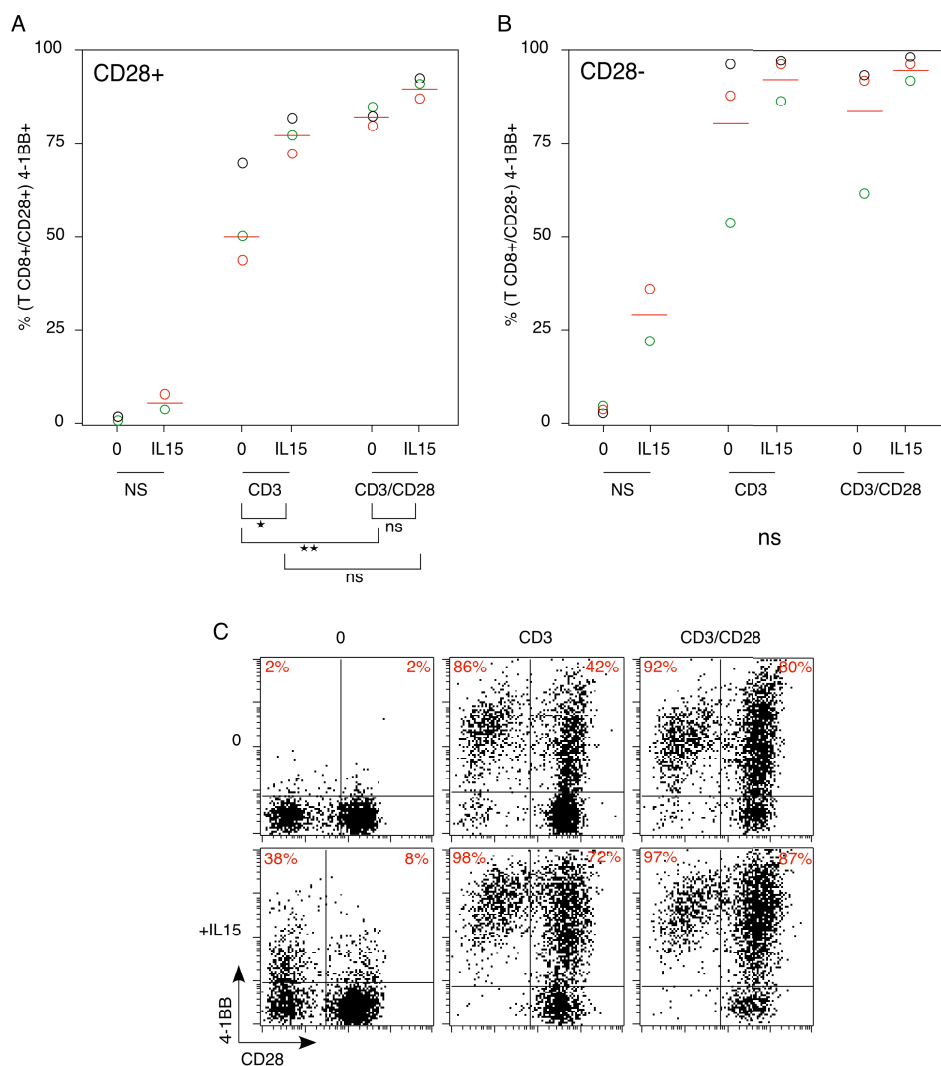 A
B
100
75
50
25
0
CD28+
% (T CD8+/CD28+) 4-1BB+
0 IL15 0 IL15 0 IL15
NS CD3 CD3/CD28
★ ns
★★
ns
100
75
50
25
0
CD28-
% (T CD8+/CD28-) 4-1BB+
0 IL15 0 IL15 0 IL15
NS CD3 CD3/CD28
ns
C
0 CD3 CD3/CD28
0
2% 2% 86% 42% 92% 60%
+IL15
38% 8% 98% 72% 97% 87%
4-1BB
CD28